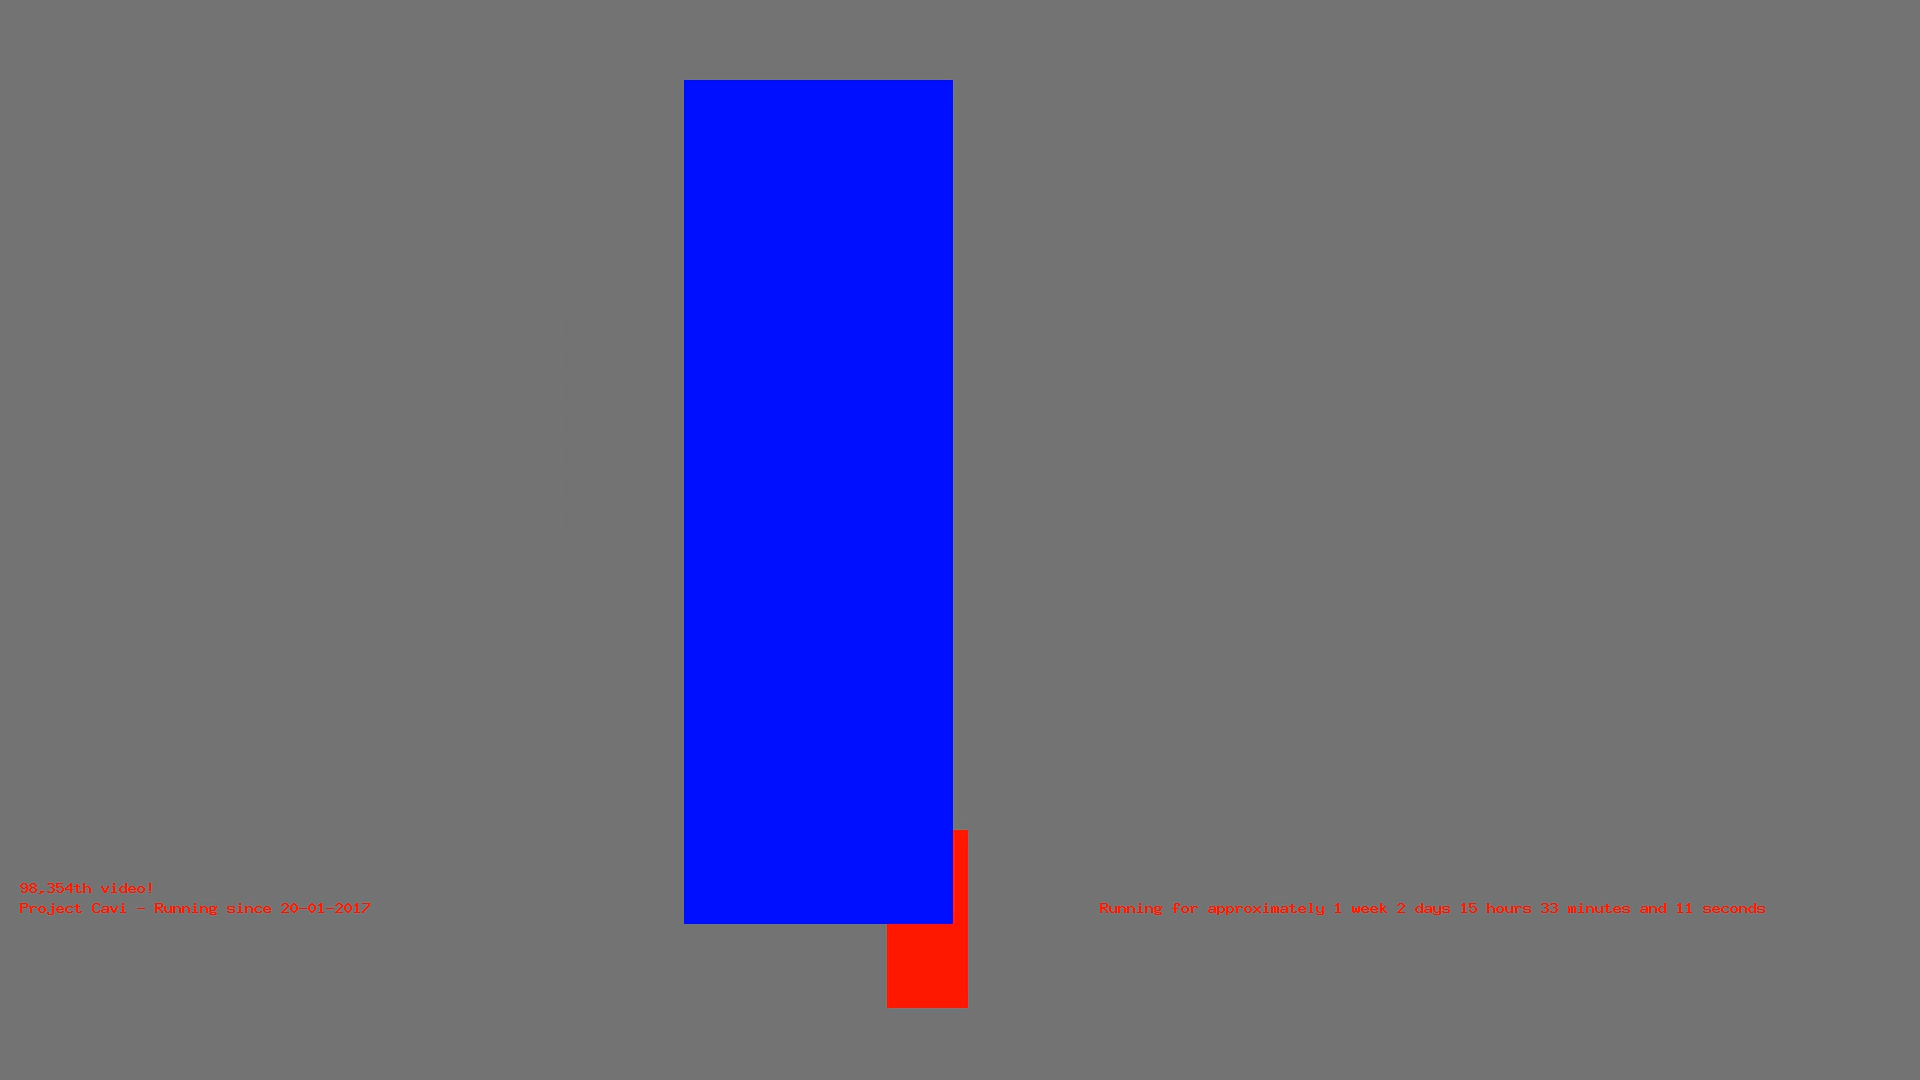 98,354th video!
Project Cavi - Running since 20-01-2017
Running for approximately 1 week 2 days 15 hours 33 minutes and 11 seconds